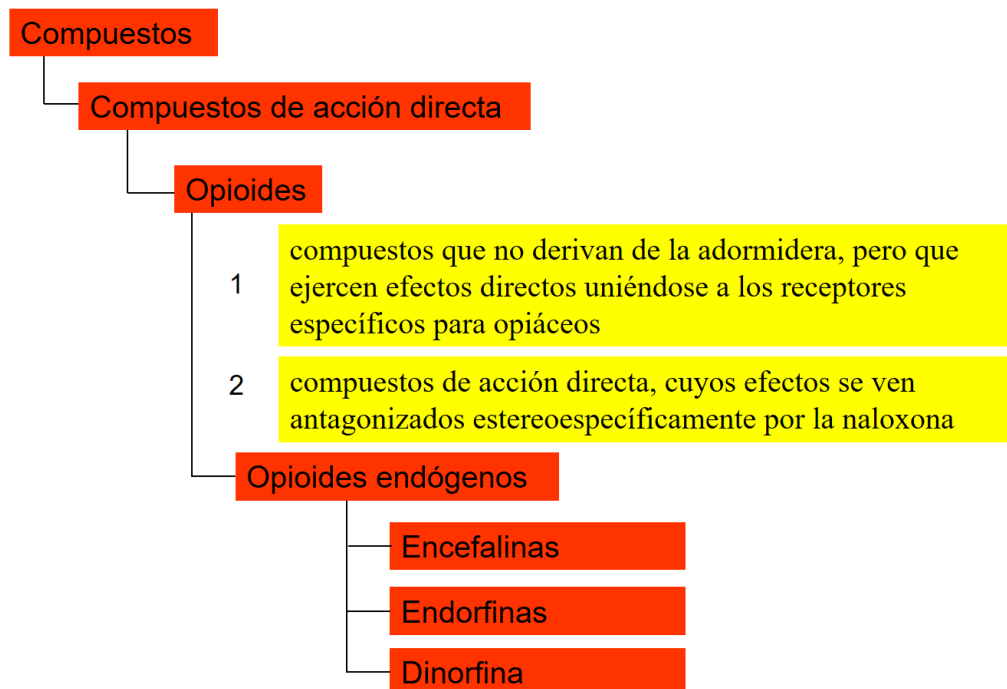 Compuestos
Compuestos de acción directa
Opioides
1
compuestos que no derivan de la adormidera, pero que
ejercen efectos directos uniéndose a los receptores
específicos para opiáceos
2
compuestos de acción directa, cuyos efectos se ven
antagonizados estereoespecíficamente por la naloxona
Opioides endógenos
Encefalinas
Endorfinas
Dinorfina